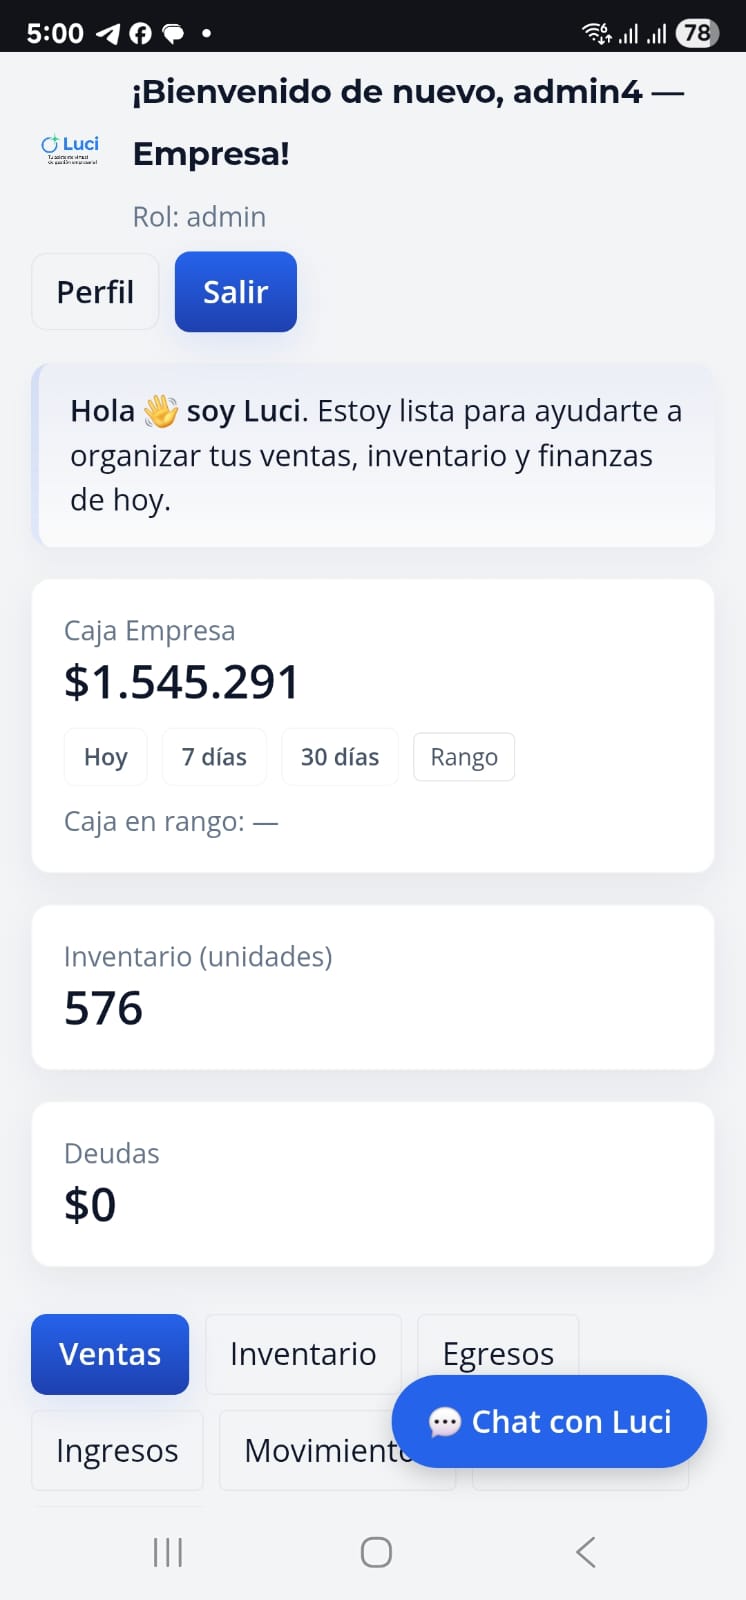 5:00
78
¡Bienvenido de nuevo, admin4 —
Empresa!
Luci
Rol: admin
Perfil
Salir
Hola 👋 soy Luci. Estoy lista para ayudarte a
organizar tus ventas, inventario y finanzas
de hoy.
Caja Empresa
$1.545.291
Hoy
7 días
30 días
Rango
Caja en rango: —
Inventario (unidades)
576
Deudas
$0
Ventas
Inventario
Egresos
Ingresos
Movimiento
💬 Chat con Luci